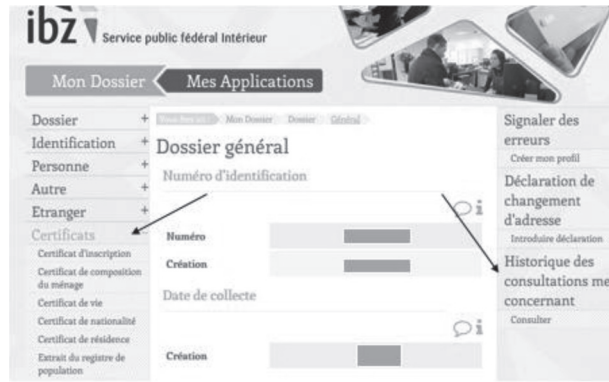 ibz Service public fédéral Intérieur
Mon Dossier
Mes Applications
Dossier +
Identification +
Personne +
Autre +
Etranger +
Certificats –
Certificat d'inscription
Certificat de composition
du ménage
Certificat de vie
Certificat de nationalité
Certificat de résidence
Extrait du registre de
population
Mon Dossier Dossier Général
Dossier général
Numéro d'identification
i
Numéro
Création
Date de collecte
i
Création
Signaler des
erreurs
Créer mon profil
Déclaration de
changement
d'adresse
Introduire déclaration
Historique des
consultations me
concernant
Consulter